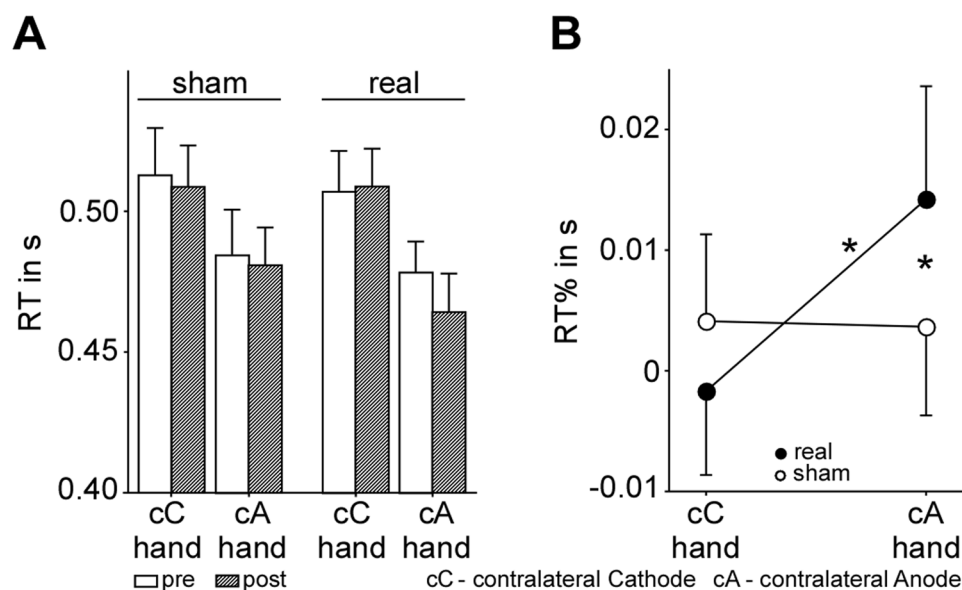 A
sham real
RT in s
0.50
0.45
0.40
cC cA cC cA
hand hand hand hand
pre post
B
RT% in s
0.02
0.01
0
-0.01
*
*
real
sham
cC cA
hand hand
cC - contralateral Cathode cA - contralateral Anode